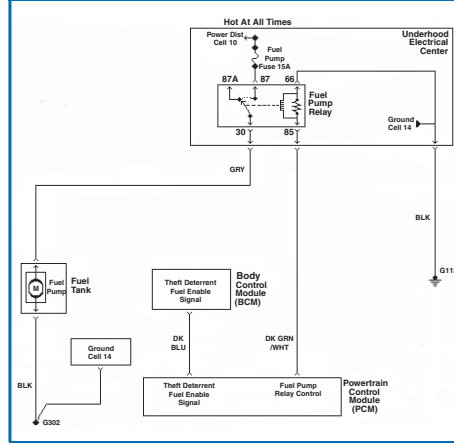 Hot At All Times
Power Dist
Cell 10
Fuel
Pump
Fuse 15A
Underhood
Electrical
Center
87A
87
66
Fuel
Pump
Relay
Ground
Cell 14
30
85
GRY
BLK
G113
Fuel
Pump
M
Fuel
Tank
Theft Deterrent
Fuel Enable
Signal
Body
Control
Module
(BCM)
Ground
Cell 14
DK
BLU
DK GRN
/WHT
BLK
Theft Deterrent
Fuel Enable
Signal
Fuel Pump
Relay Control
Powertrain
Control
Module
(PCM)
G302